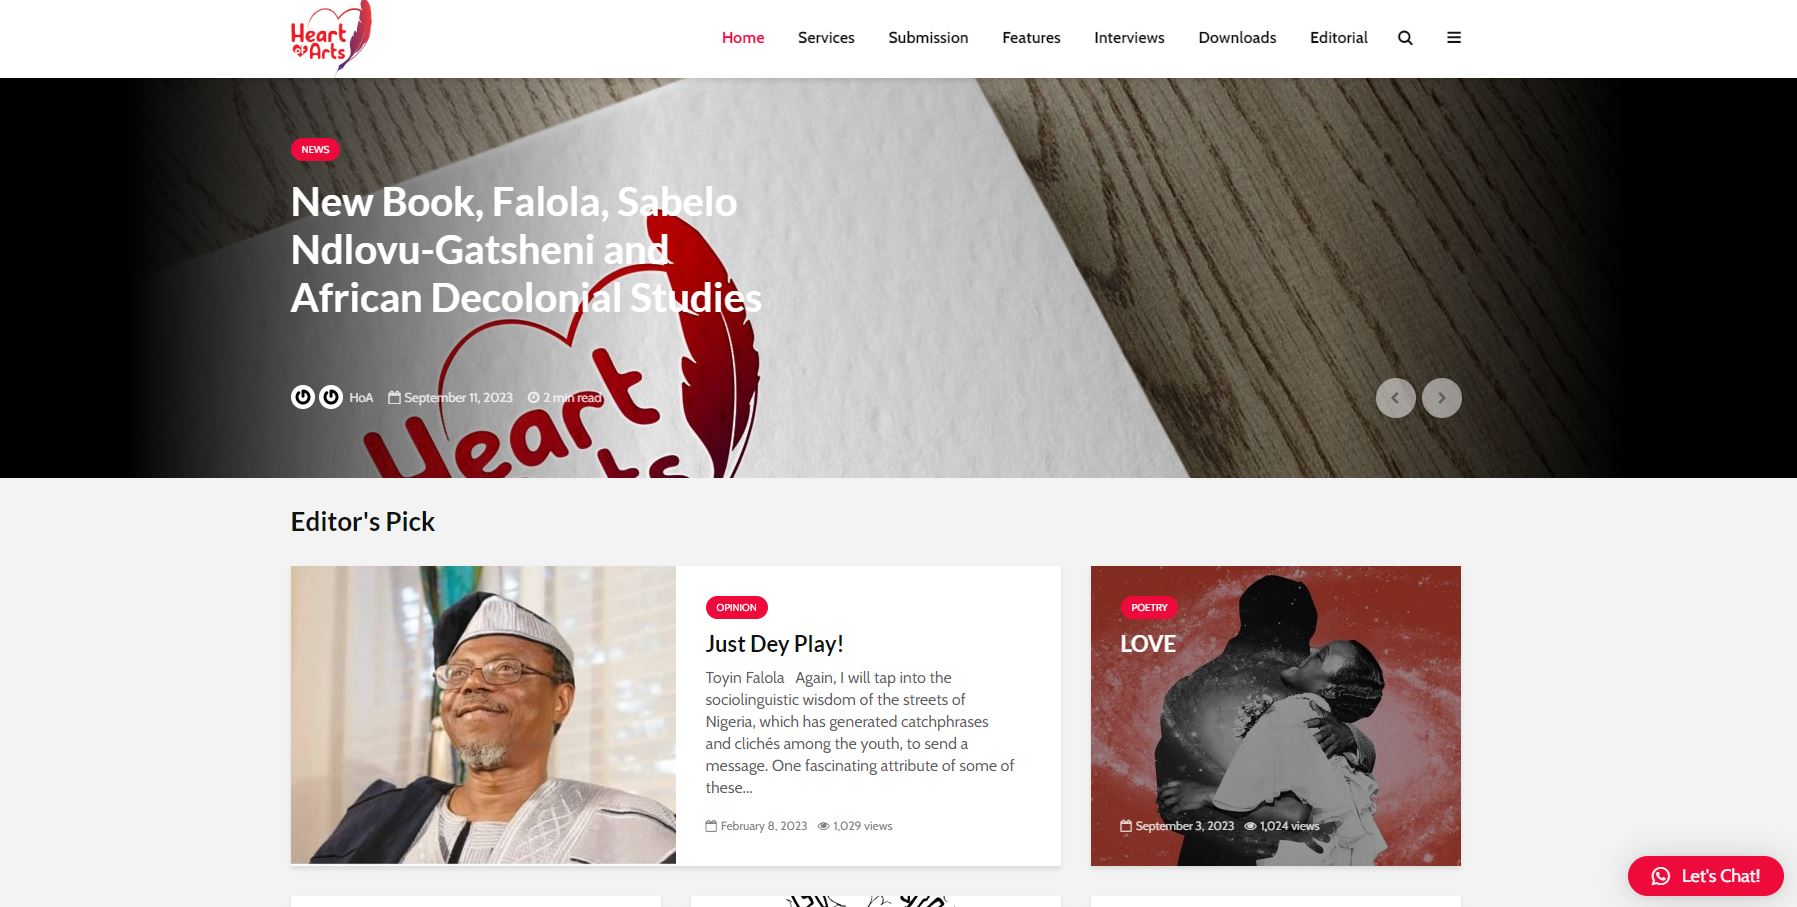 Heart
of Arts
Home Services Submission Features Interviews Downloads Editorial
NEWS
New Book, Falola, Sabelo
Ndlovu-Gatsheni and
African Decolonial Studies
HoA September 11, 2023 2 min read
Heart
ts
Editor's Pick
OPINION
Just Dey Play!
Toyin Falola Again, I will tap into the
sociolinguistic wisdom of the streets of
Nigeria, which has generated catchphrases
and clichés among the youth, to send a
message. One fascinating attribute of some of
these...
February 8, 2023 1,029 views
POETRY
LOVE
September 3, 2023 1,024 views
Let's Chat!